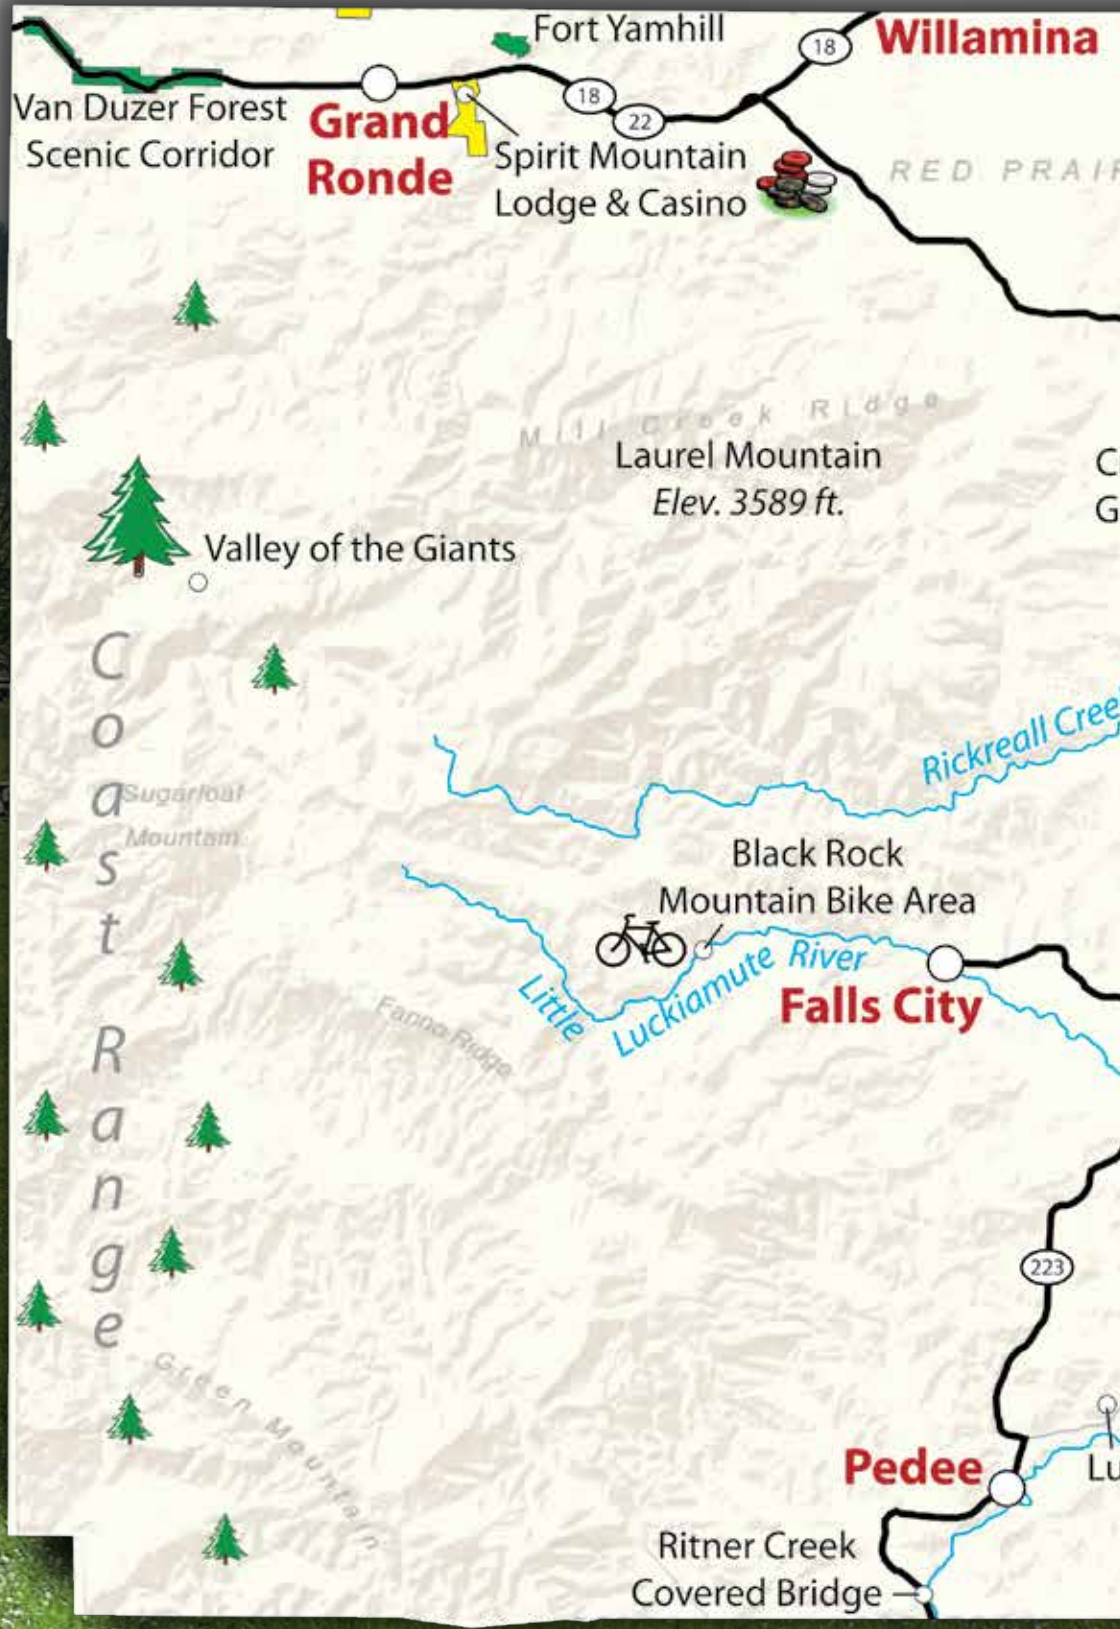 Fort Yamhill
18
Willamina
Van Duzer Forest
Scenic Corridor
Grand
Ronde
18
22
Spirit Mountain
Lodge & Casino
RED PRAIR
Mill Creek Ridge
Laurel Mountain
Elev. 3589 ft.
C
G
Valley of the Giants
Coast Range
Sugarloaf
Mountain
Rickreall Cree
Black Rock
Mountain Bike Area
Little Luckiamute River
Falls City
Fanno Ridge
223
Green Mountain
Pedee
Lu
Ritner Creek
Covered Bridge